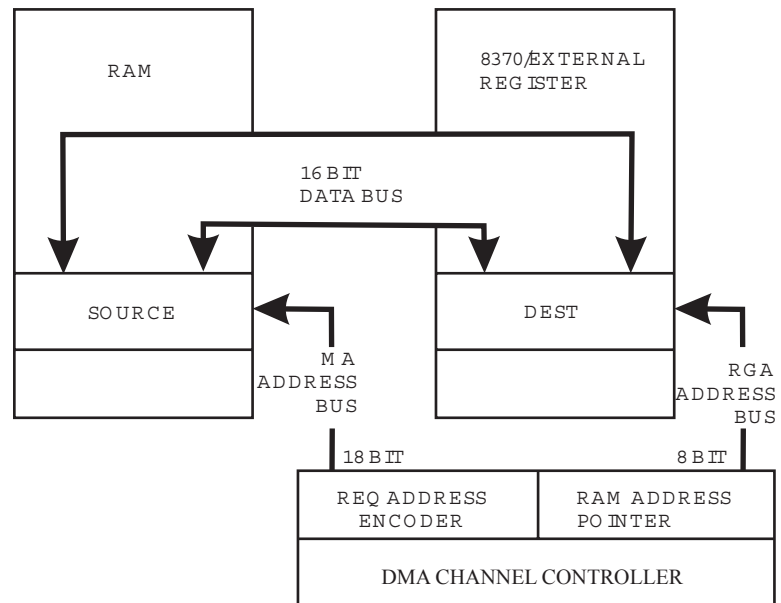 RAM
8370/EXTERNAL
REGISTER
16 BIT
DATA BUS
SOURCE
DEST
MA
ADDRESS
BUS
RGA
ADDRESS
BUS
18 BIT
8 BIT
REQ ADDRESS
ENCODER
RAM ADDRESS
POINTER
DMA CHANNEL CONTROLLER